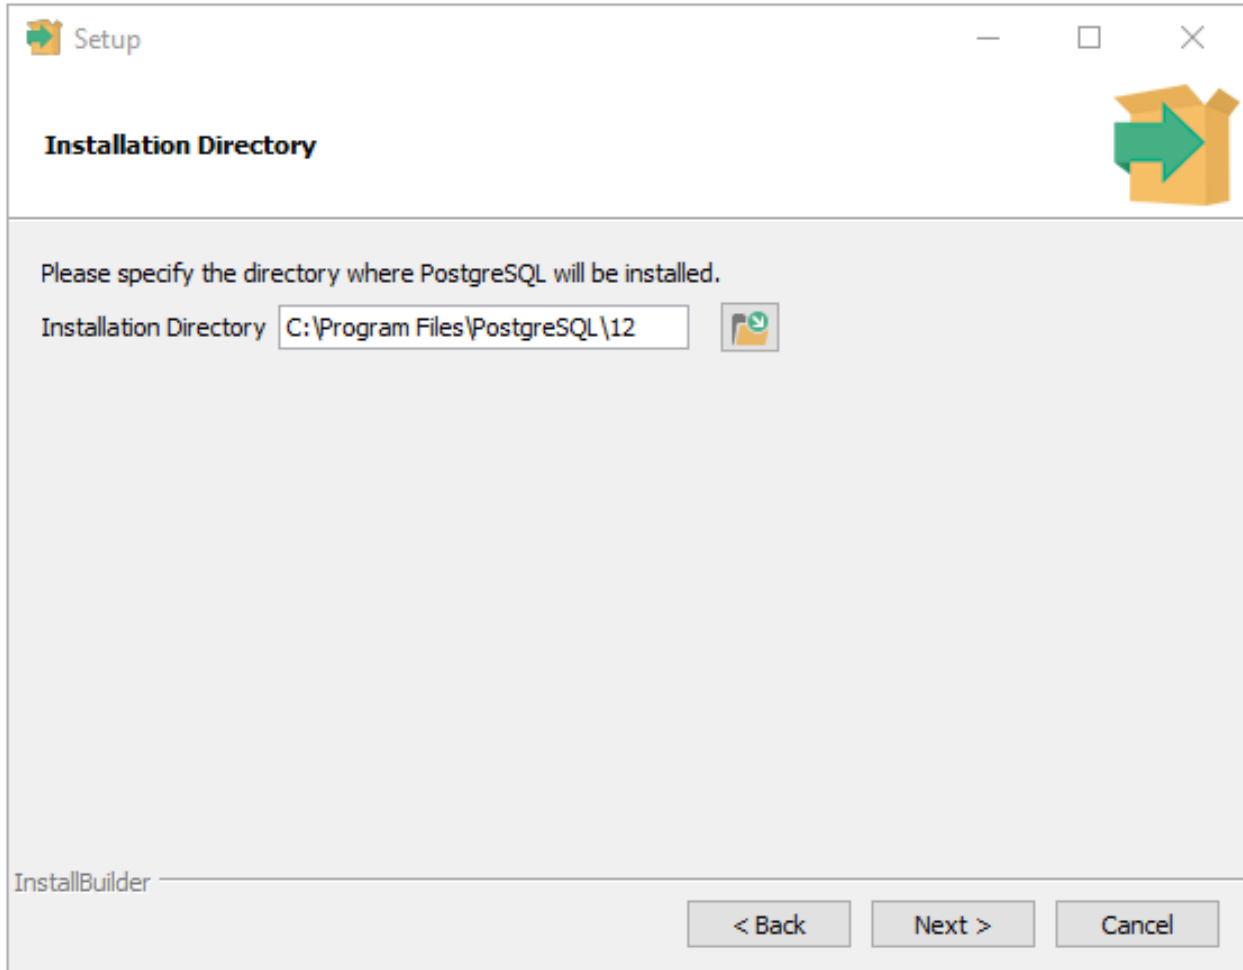 Setup
Installation Directory
Please specify the directory where PostgreSQL will be installed.
Installation Directory C:\Program Files\PostgreSQL\12
InstallBuilder
< Back Next > Cancel